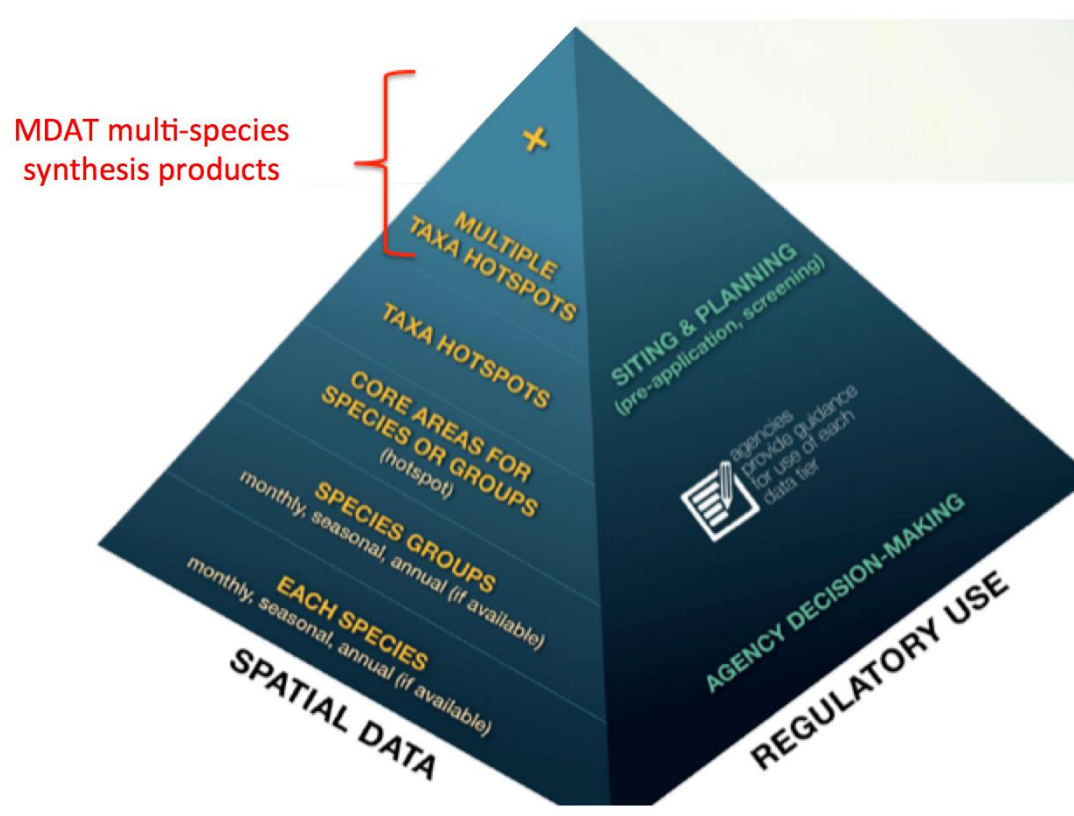 MDAT multi-species
synthesis products
+
MULTIPLE
TAXA HOTSPOTS
TAXA HOTSPOTS
CORE AREAS FOR
SPECIES OR GROUPS
(hotspot)
SPECIES GROUPS
monthly, seasonal, annual (if available)
EACH SPECIES
monthly, seasonal, annual (if available)
SPATIAL DATA
SITING & PLANNING
(pre-application, screening)
agencies
provide guidance
for use of each
data tier
AGENCY DECISION-MAKING
REGULATORY USE